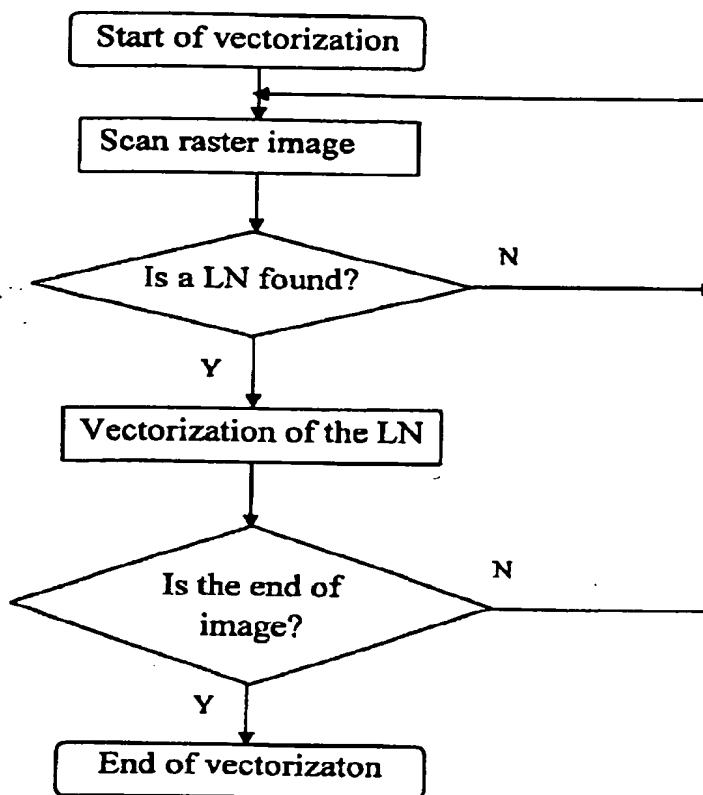 Start of vectorization
Scan raster image
Is a LN found?
N
Y
Vectorization of the LN
Is the end of
image?
N
Y
End of vectorizaton